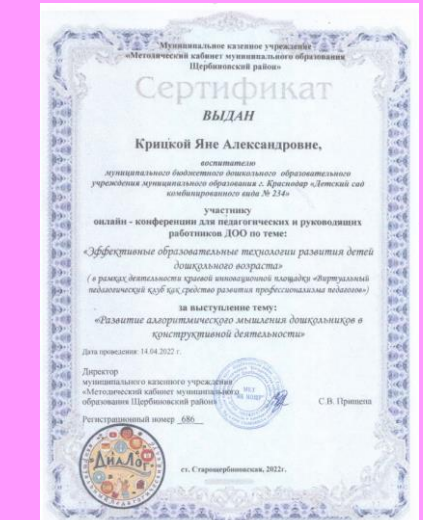 Муниципальное казенное учреждение
«Методический кабинет муниципального образования
Щербиновский район»
Сертификат
ВЫДАН
Крицкой Яне Александровне,
воспитателю
муниципального бюджетного дошкольного образовательного
учреждения муниципального образования г. Краснодар «Детский сад
комбинированного вида № 234»
участнику
онлайн - конференции для педагогических и руководящих
работников ДОО по теме:
«Эффективные образовательные технологии развития детей
дошкольного возраста»
( в рамках деятельности краевой инновационной площадки «Виртуальный
педагогический клуб как средство развития профессионализма педагогов»)
за выступление тему:
«Развитие алгоритмического мышления дошкольников в
конструктивной деятельности»
Дата проведения: 14.04.2022 г.
Директор
муниципального казенного учреждения
«Методический кабинет муниципального
образования Щербиновский район»
С.В. Прищепа
Регистрационный номер 686
ДиаЛог
ст. Старощербиновская, 2022г.